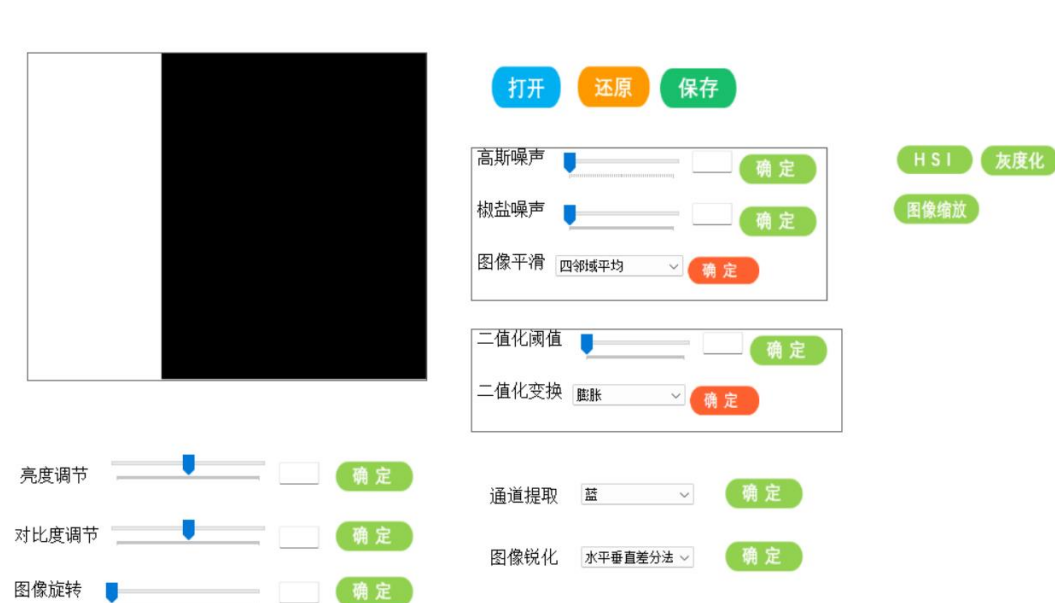 打开 还原 保存
高斯噪声 确定
HSI 灰度化
椒盐噪声 确定
图像缩放
图像平滑 四邻域平均 确定
二值化阈值 确定
二值化变换 膨胀 确定
亮度调节 确定
通道提取 蓝 确定
对比度调节 确定
图像锐化 水平垂直差分法 确定
图像旋转 确定